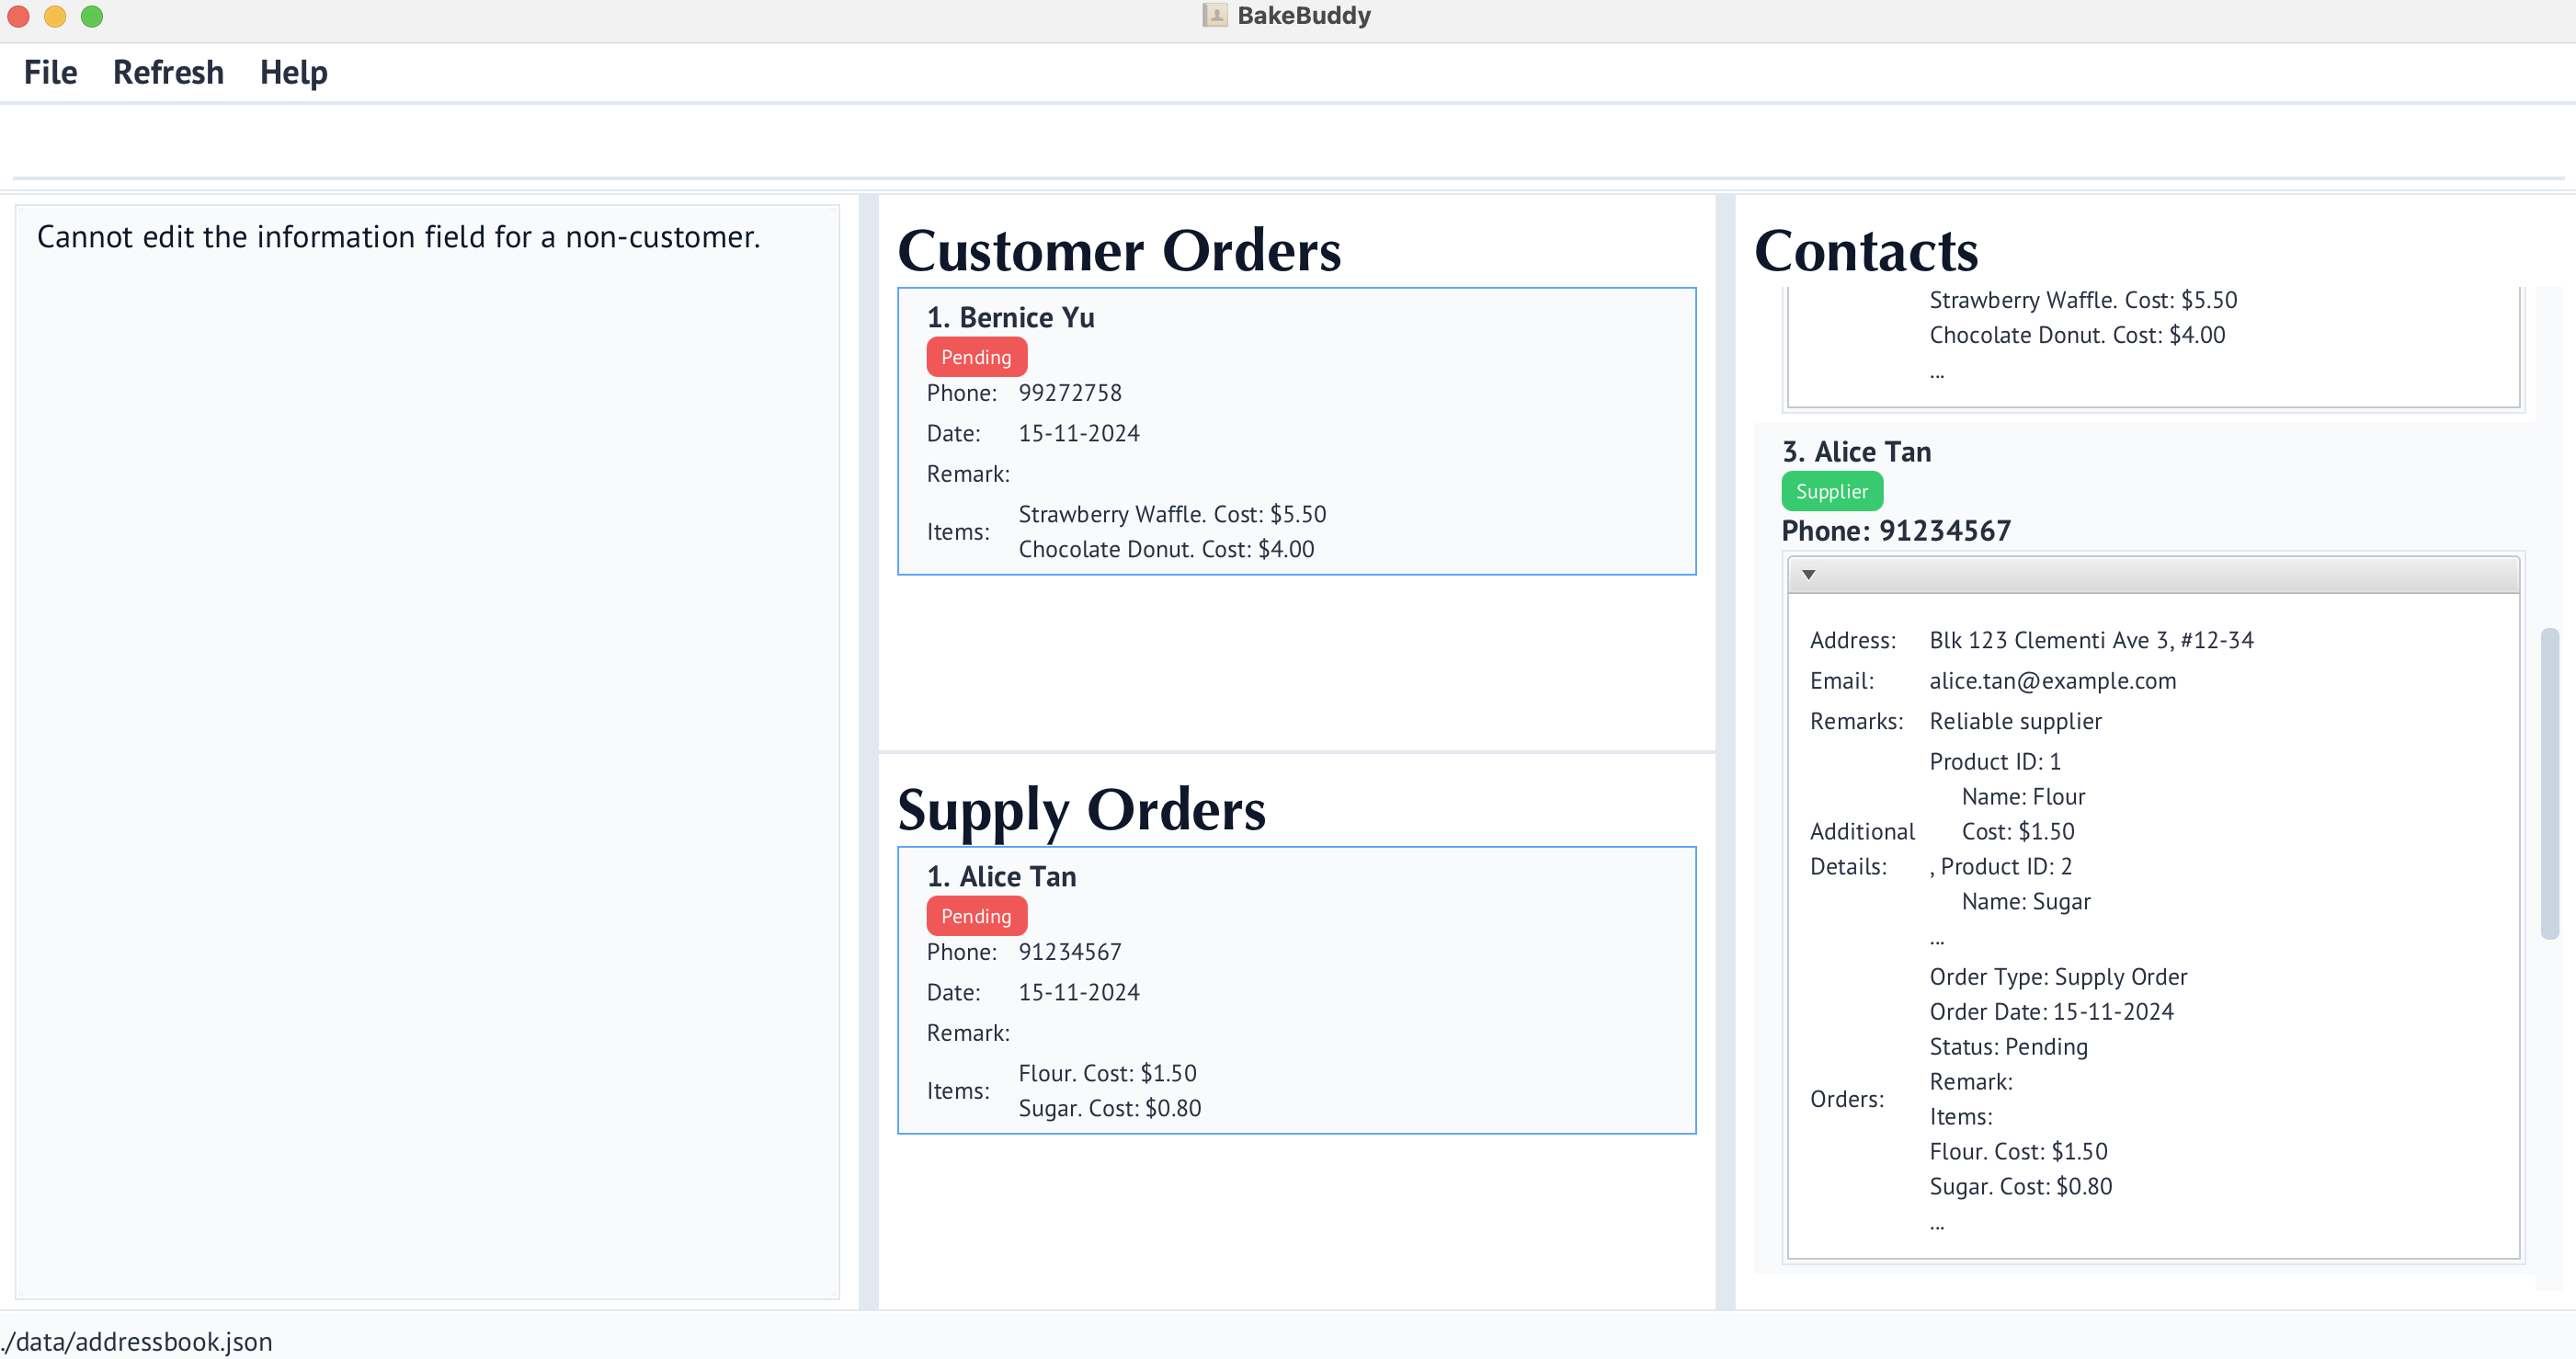 BakeBuddy
File Refresh Help
Cannot edit the information field for a non-customer.
Customer Orders
1. Bernice Yu
Pending
Phone: 99272758
Date: 15-11-2024
Remark:
Items:
Strawberry Waffle. Cost: $5.50
Chocolate Donut. Cost: $4.00
Supply Orders
1. Alice Tan
Pending
Phone: 91234567
Date: 15-11-2024
Remark:
Items:
Flour. Cost: $1.50
Sugar. Cost: $0.80
Contacts
Strawberry Waffle. Cost: $5.50
Chocolate Donut. Cost: $4.00
...
3. Alice Tan
Supplier
Phone: 91234567
Address: Blk 123 Clementi Ave 3, #12-34
Email: alice.tan@example.com
Remarks: Reliable supplier
Additional
Details:
Product ID: 1
Name: Flour
Cost: $1.50
, Product ID: 2
Name: Sugar
...
Orders:
Order Type: Supply Order
Order Date: 15-11-2024
Status: Pending
Remark:
Items:
Flour. Cost: $1.50
Sugar. Cost: $0.80
...
./data/addressbook.json